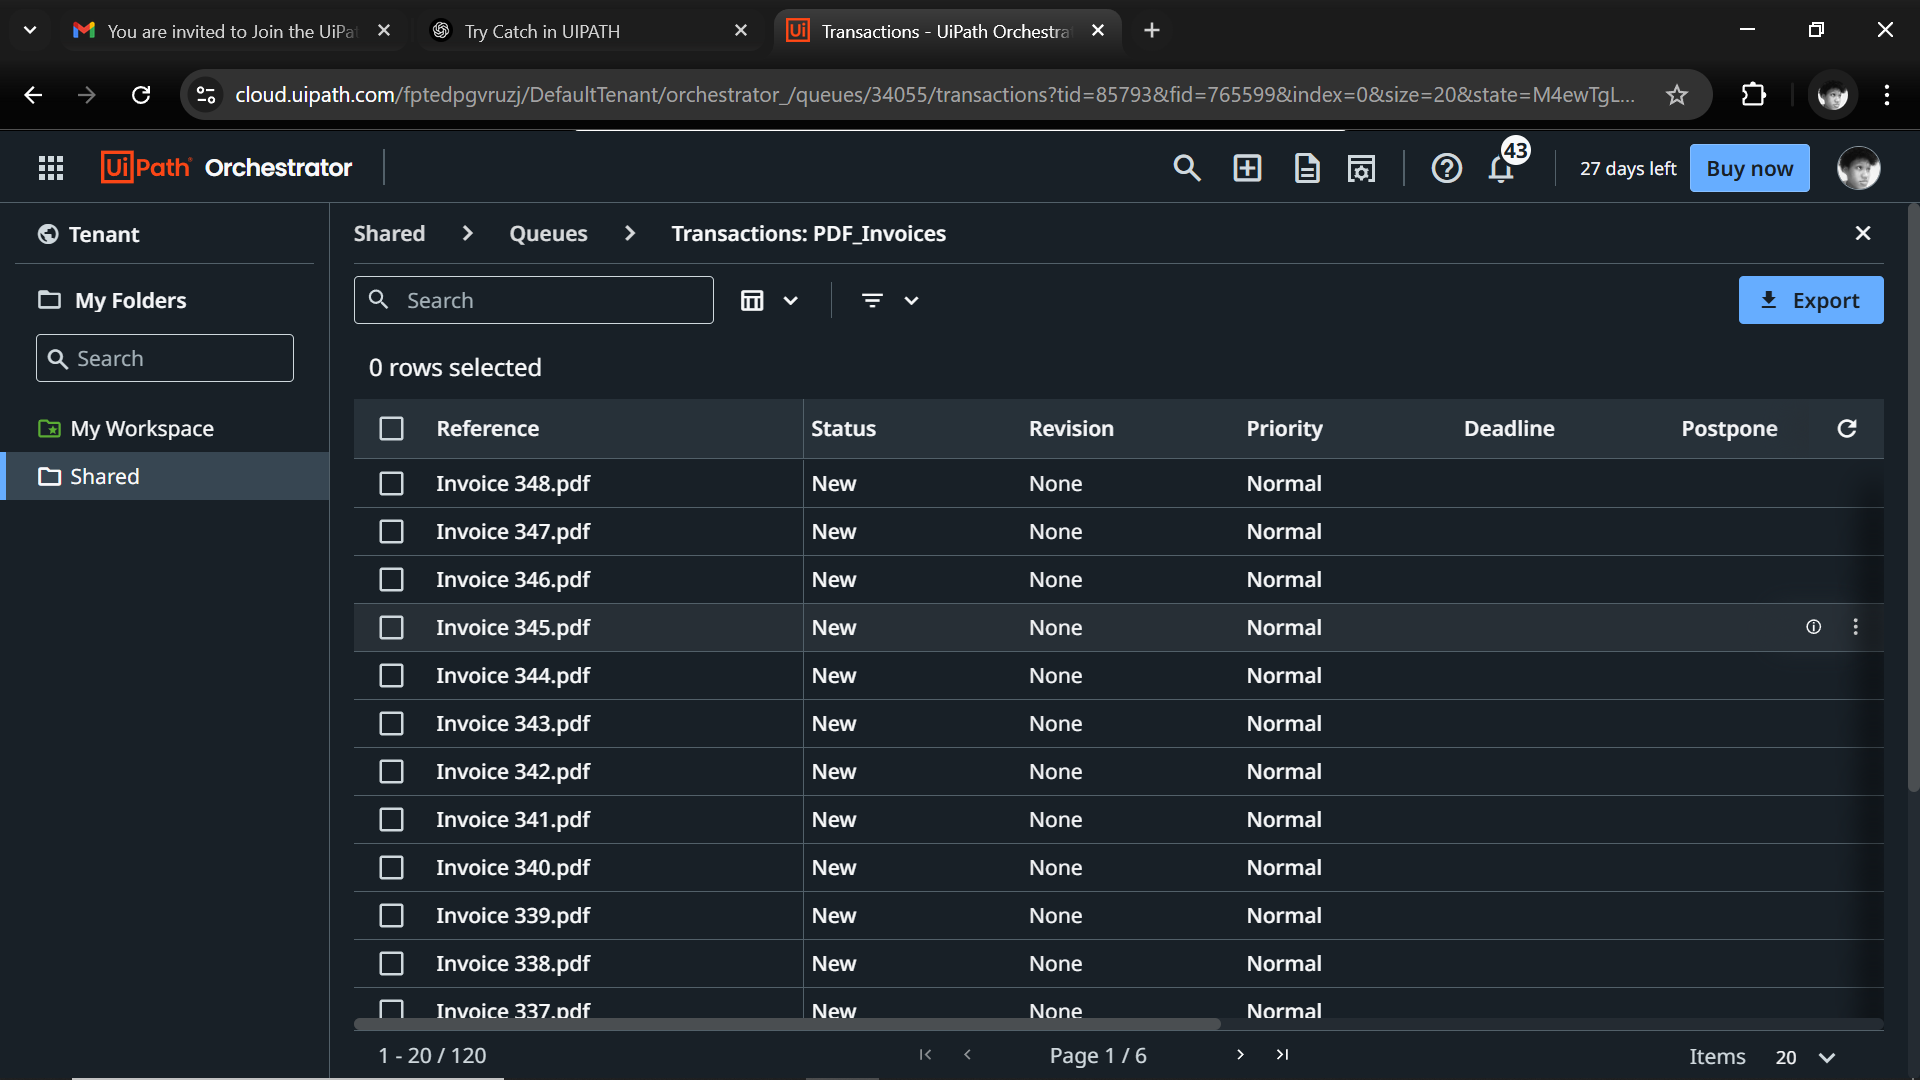 You are invited to Join the UiPa
Try Catch in UIPATH
Transactions - UiPath Orchestra
cloud.uipath.com/fptedpgvruzj/DefaultTenant/orchestrator_/queues/34055/transactions?tid=85793&fid=765599&index=0&size=20&state=M4ewTgL...
UiPath Orchestrator
43
27 days left
Buy now
Tenant
My Folders
Search
My Workspace
Shared
Shared > Queues > Transactions: PDF_Invoices
Search
Export
0 rows selected
Reference Status Revision Priority Deadline Postpone
Invoice 348.pdf New None Normal
Invoice 347.pdf New None Normal
Invoice 346.pdf New None Normal
Invoice 345.pdf New None Normal
Invoice 344.pdf New None Normal
Invoice 343.pdf New None Normal
Invoice 342.pdf New None Normal
Invoice 341.pdf New None Normal
Invoice 340.pdf New None Normal
Invoice 339.pdf New None Normal
Invoice 338.pdf New None Normal
Invoice 337.pdf New None Normal
1 - 20 / 120
Page 1 / 6
Items 20